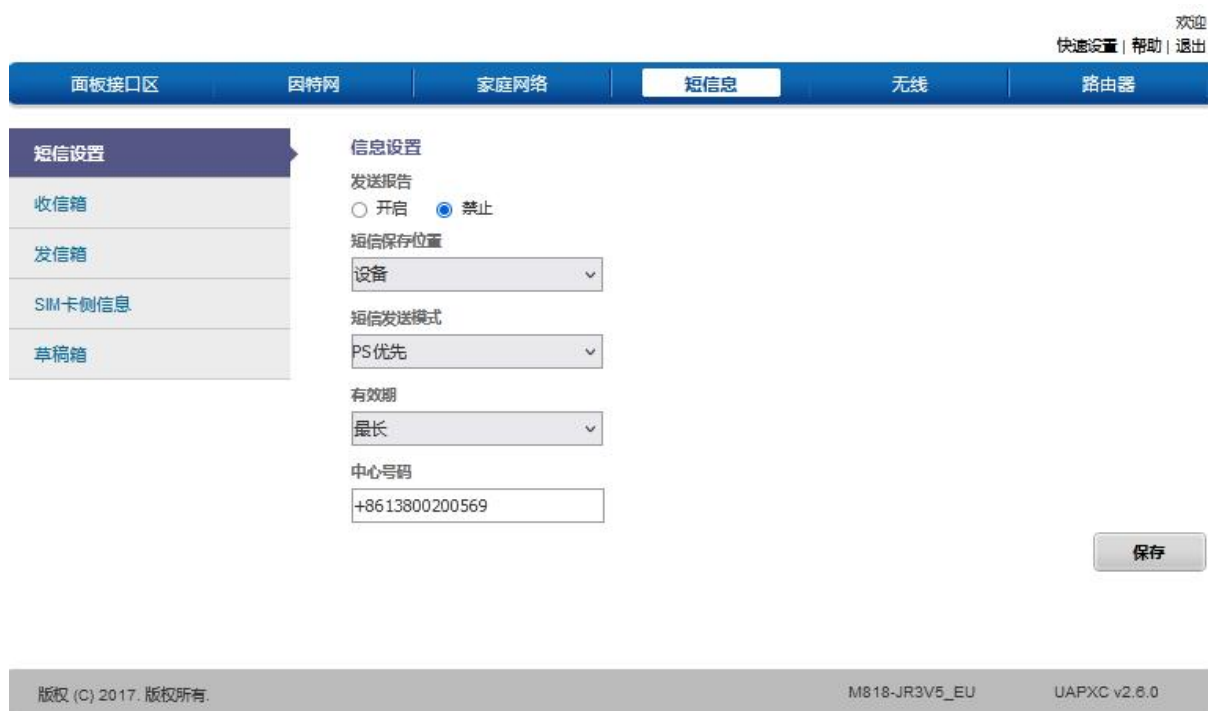 欢迎
快速设置 | 帮助 | 退出
面板接口区 因特网 家庭网络 短信息 无线 路由器
短信设置
收信箱
发信箱
SIM卡侧信息
草稿箱
信息设置
发送报告
开启 禁止
短信保存位置
设备
短信发送模式
PS优先
有效期
最长
中心号码
+8613800200569
保存
版权 (C) 2017. 版权所有. M818-JR3V5_EU UAPXC v2.6.0